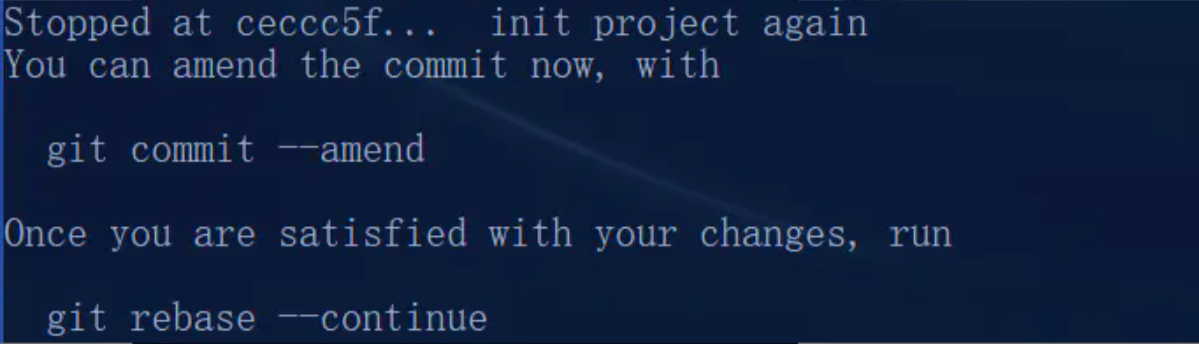 Stopped at ceccc5f...  init project again
You can amend the commit now, with
git commit --amend
Once you are satisfied with your changes, run
git rebase --continue